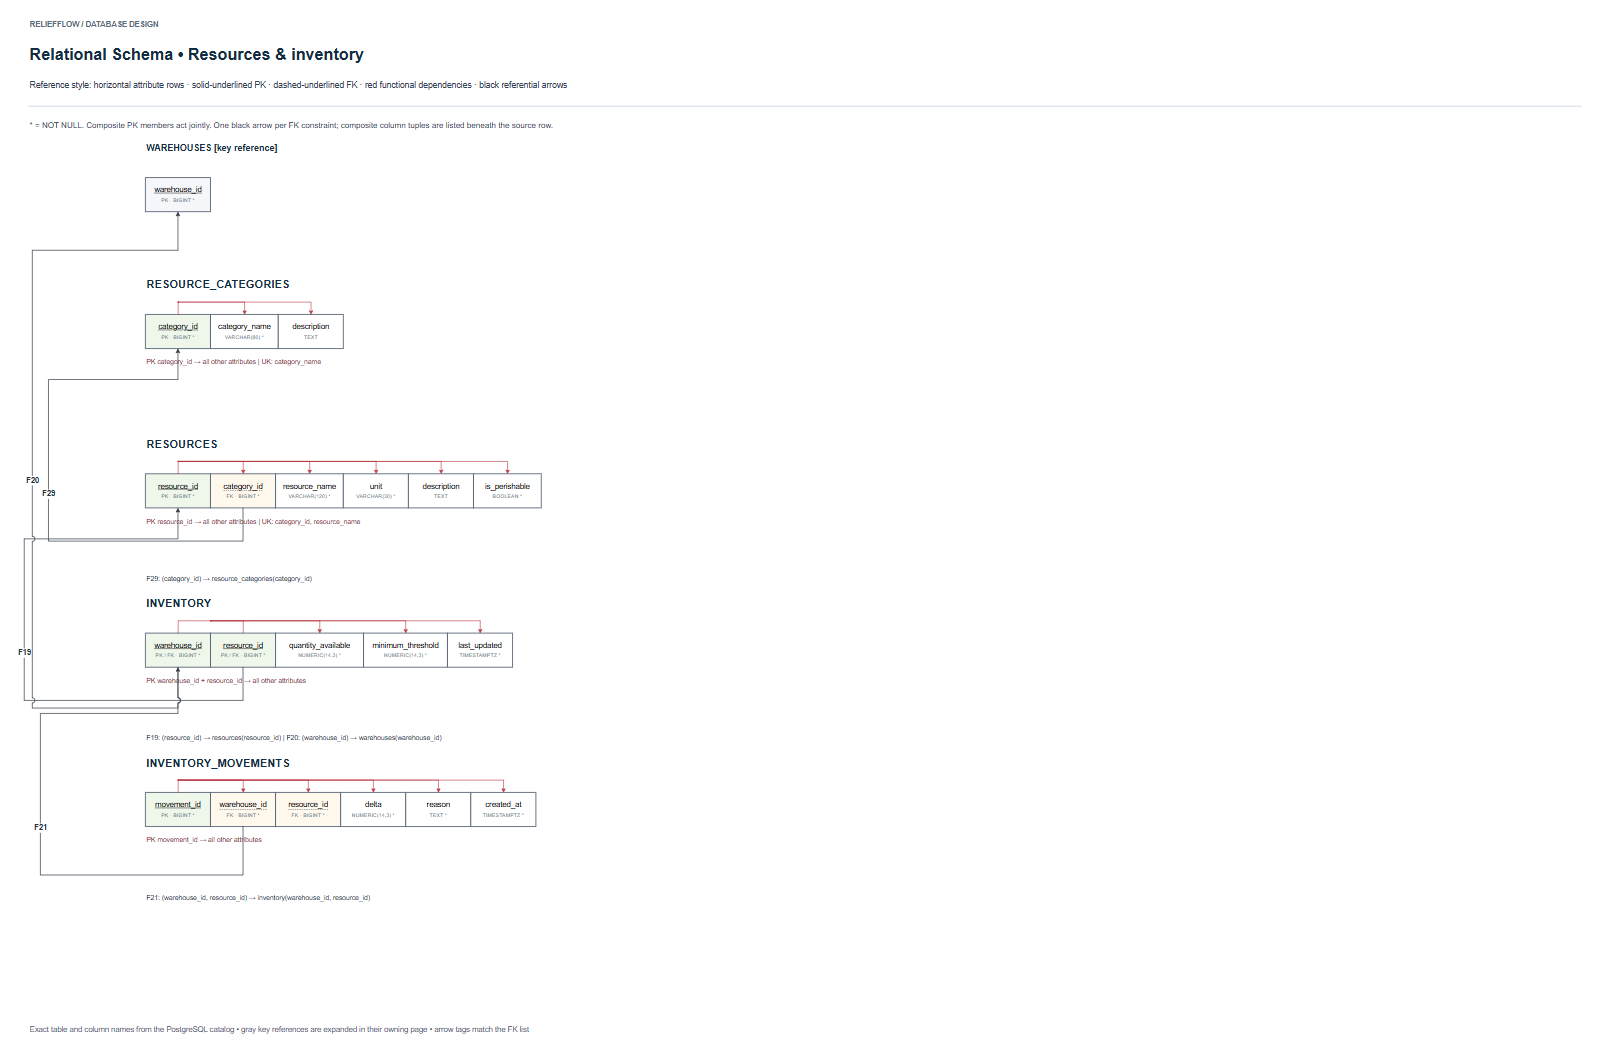 RELIEFFLOW / DATABASE DESIGN
Relational Schema • Resources & inventory
Reference style: horizontal attribute rows · solid-underlined PK · dashed-underlined FK · red functional dependencies · black referential arrows
* = NOT NULL. Composite PK members act jointly. One black arrow per FK constraint; composite column tuples are listed beneath the source row.
WAREHOUSES [key reference]
warehouse_id
PK · BIGINT *
RESOURCE_CATEGORIES
category_id category_name description
PK · BIGINT * VARCHAR(80) * TEXT
PK category_id → all other attributes | UK: category_name
RESOURCES
F20
F29
resource_id category_id resource_name unit description is_perishable
PK · BIGINT * FK · BIGINT * VARCHAR(120) * VARCHAR(30) * TEXT BOOLEAN *
PK resource_id → all other attributes | UK: category_id, resource_name
F29: (category_id) → resource_categories(category_id)
INVENTORY
warehouse_id resource_id quantity_available minimum_threshold last_updated
F19
PK / FK · BIGINT * PK / FK · BIGINT * NUMERIC(14,3) * NUMERIC(14,3) * TIMESTAMPTZ *
PK warehouse_id + resource_id → all other attributes
F19: (resource_id) → resources(resource_id) | F20: (warehouse_id) → warehouses(warehouse_id)
INVENTORY_MOVEMENTS
movement_id warehouse_id resource_id delta reason created_at
PK · BIGINT * FK · BIGINT * FK · BIGINT * NUMERIC(14,3) * TEXT * TIMESTAMPTZ *
F21
PK movement_id → all other attributes
F21: (warehouse_id, resource_id) → inventory(warehouse_id, resource_id)
Exact table and column names from the PostgreSQL catalog • gray key references are expanded in their owning page • arrow tags match the FK list